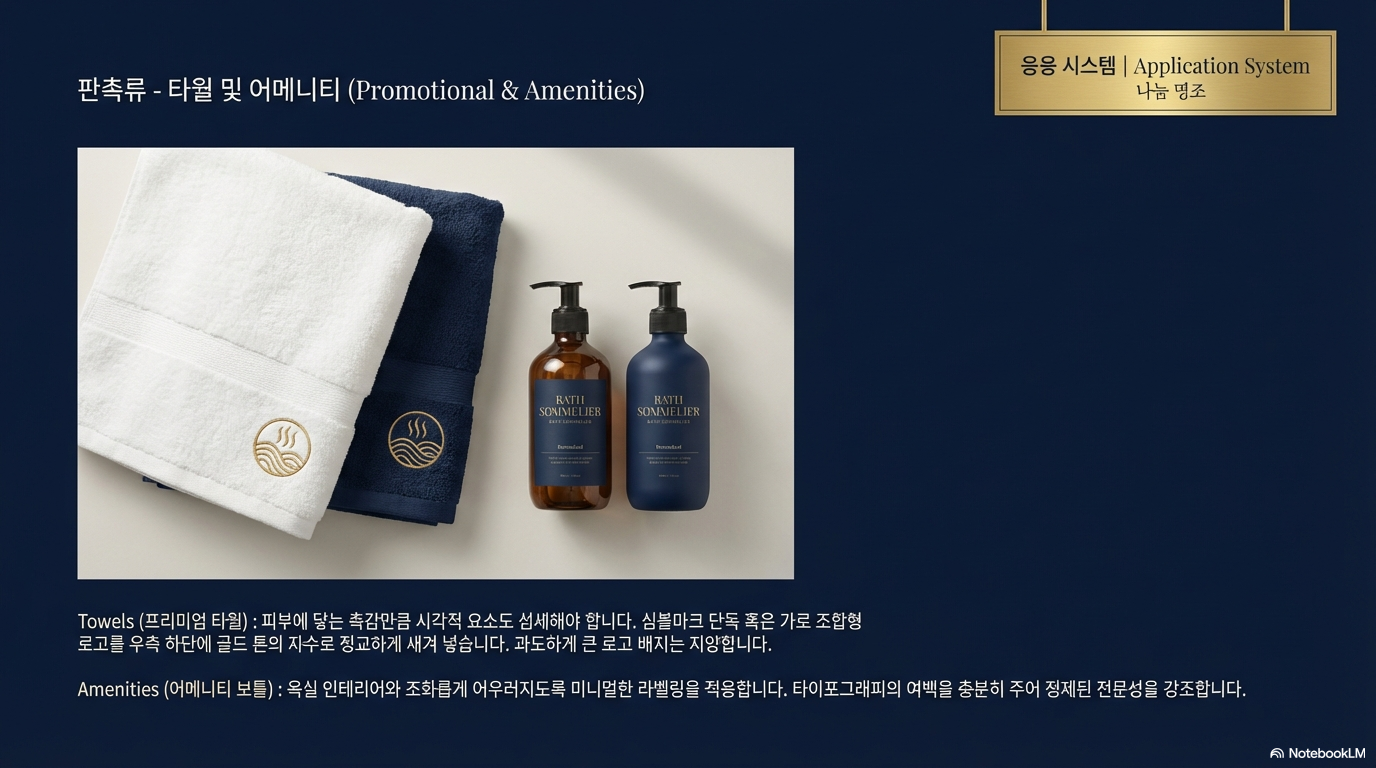 판촉류 - 타월 및 어메니티 (Promotional & Amenities)
응용 시스템 | Application System
나눔 명조
BATH
SOMMELIER
BATH SOMMELIER
BATH
SOMMELIER
BATH SOMMELIER
Towels (프리미엄 타월) : 피부에 닿는 촉감만큼 시각적 요소도 섬세해야 합니다. 심볼마크 단독 혹은 가로 조합형
로고를 우측 하단에 골드 톤의 자수로 정교하게 새겨 넣습니다. 과도하게 큰 로고 배지는 지양합니다.
Amenities (어메니티 보틀) : 욕실 인테리어와 조화롭게 어우러지도록 미니멀한 라벨링을 적용합니다. 타이포그래피의 여백을 충분히 주어 정제된 전문성을 강조합니다.
NotebookLM